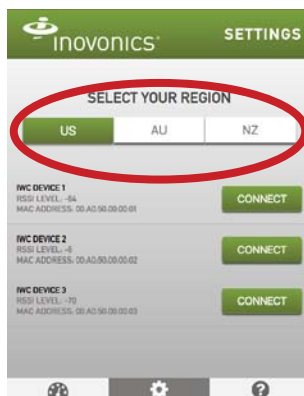 inovonics
SETTINGS
SELECT YOUR REGION
US
AU
NZ
IWC DEVICE 1
RSSI LEVEL: -84
MAC ADDRESS: 00:A0:50:00:00:01
CONNECT
IWC DEVICE 2
RSSI LEVEL: -6
MAC ADDRESS: 00:A0:50:00:00:02
CONNECT
IWC DEVICE 3
RSSI LEVEL: -70
MAC ADDRESS: 00:A0:50:00:00:03
CONNECT
?